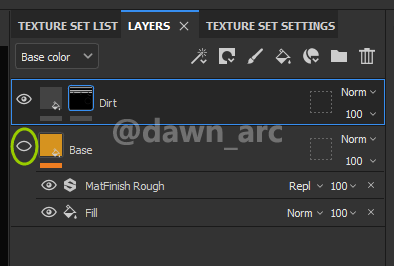 TEXTURE SET LIST LAYERS × TEXTURE SET SETTINGS
Base color
Dirt Norm
100
@dawn_arc
Base Norm
100
MatFinish Rough Repl 100 ×
Fill Norm 100 ×